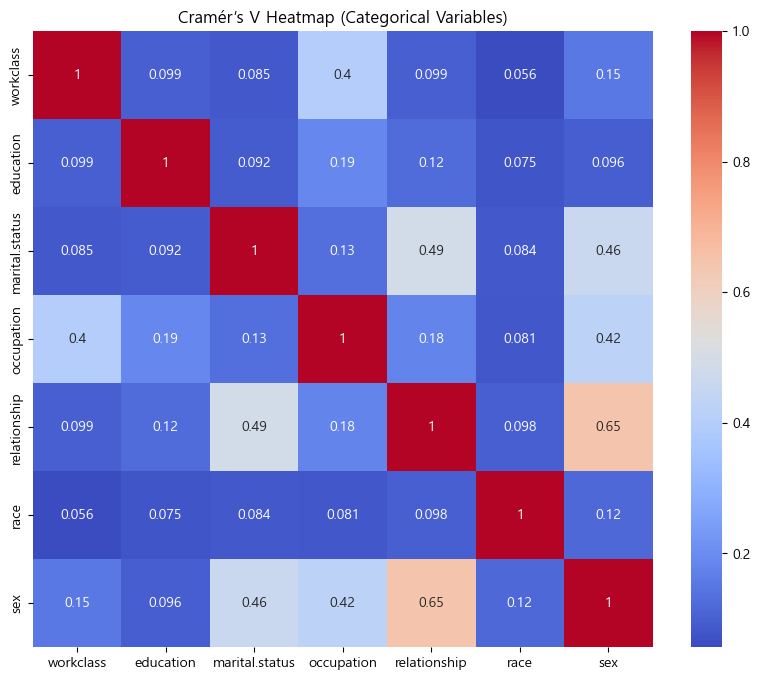 Cramér’s V Heatmap (Categorical Variables)
workclass 1 0.099 0.085 0.4 0.099 0.056 0.15
education 0.099 1 0.092 0.19 0.12 0.075 0.096
marital.status 0.085 0.092 1 0.13 0.49 0.084 0.46
occupation 0.4 0.19 0.13 1 0.18 0.081 0.42
relationship 0.099 0.12 0.49 0.18 1 0.098 0.65
race 0.056 0.075 0.084 0.081 0.098 1 0.12
sex 0.15 0.096 0.46 0.42 0.65 0.12 1
workclass education marital.status occupation relationship race sex
1.0
0.8
0.6
0.4
0.2